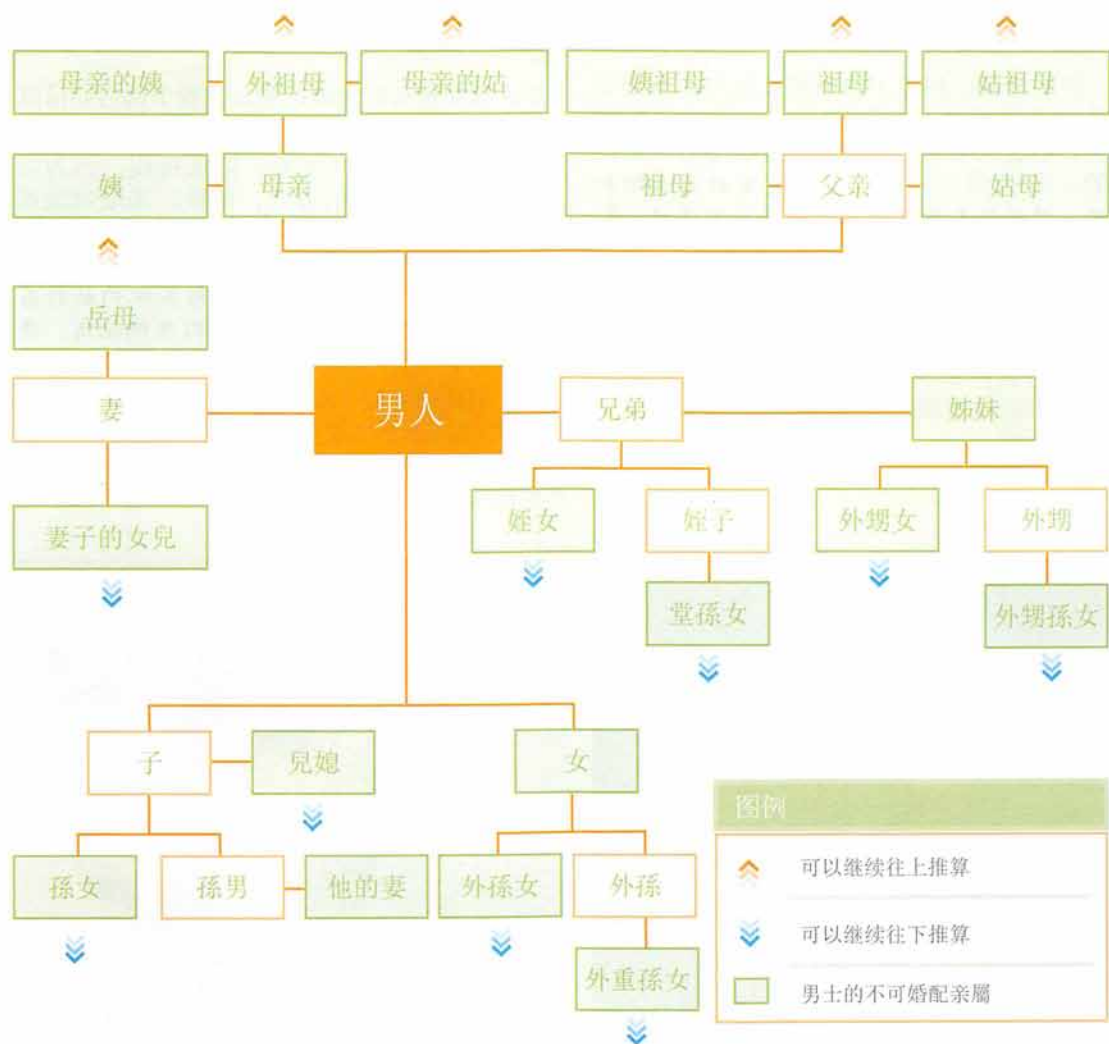 母亲的姨 外祖母 母亲的姑 姨祖母 祖母 姑祖母
姨 母亲 祖母 父亲 姑母
岳母
妻 男人 兄弟 姊妹
妻子的女兒 姪女 姪子 外甥女 外甥
堂孫女 外甥孫女
子 兒媳 女
孫女 孫男 他的妻 外孫女 外孫
外重孫女
图例
可以继续往上推算
可以继续往下推算
男士的不可婚配亲屬